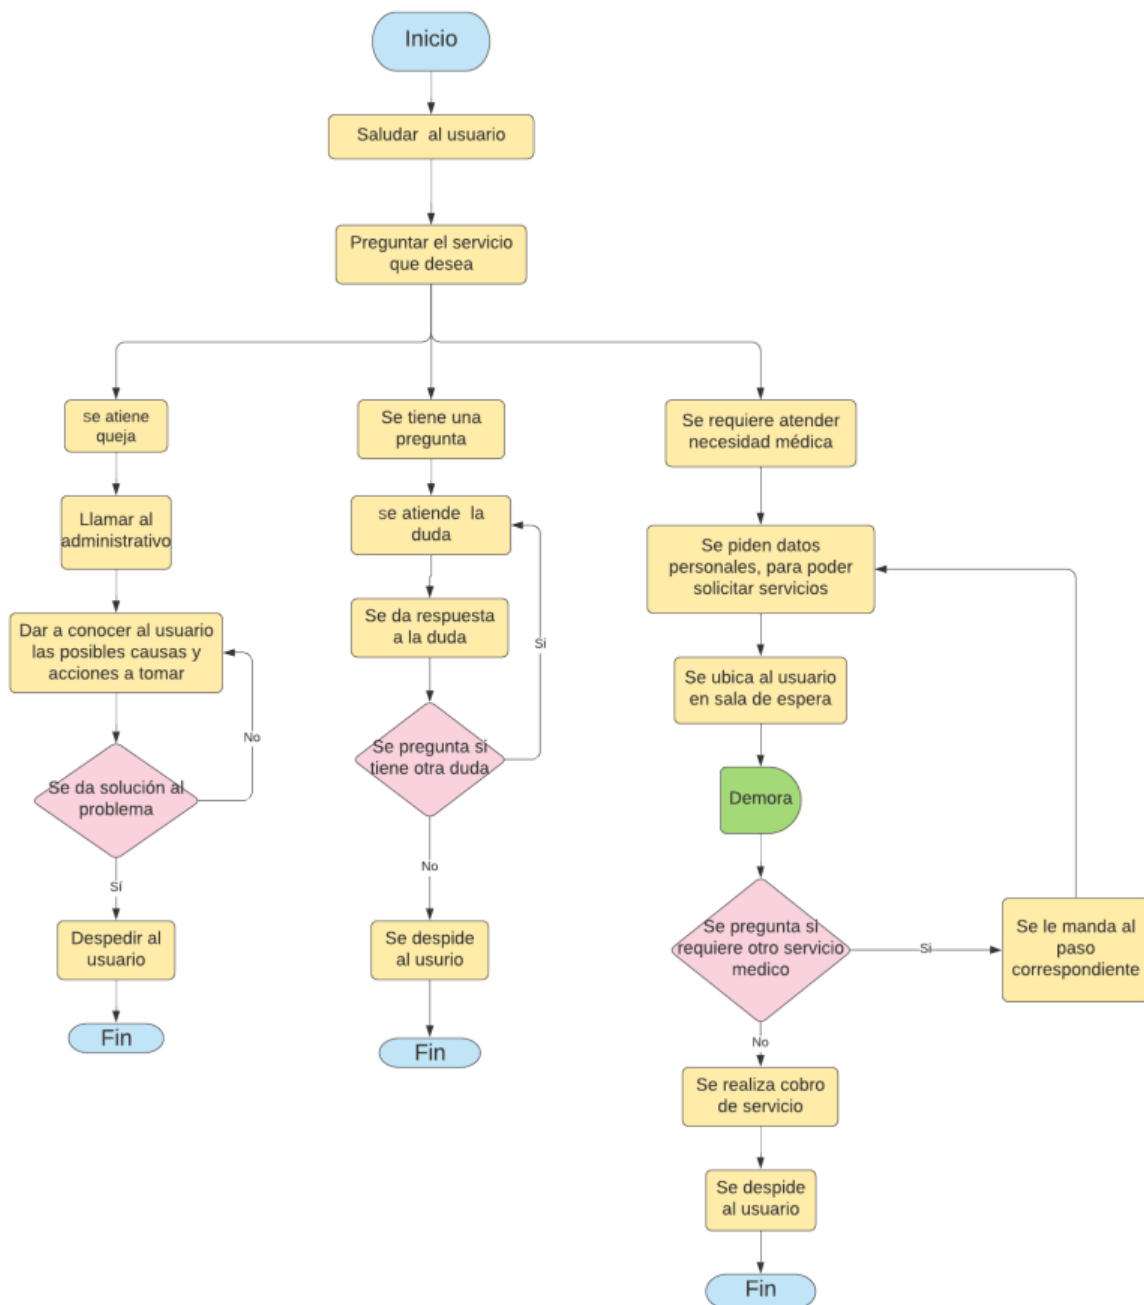 Inicio
Saludar al usuario
Preguntar el servicio
que desea
se atiene
queja
Llamar al
administrativo
Dar a conocer al usuario
las posibles causas y
acciones a tomar
No
Se da solución al
problema
Sí
Despedir al
usuario
Fin
Se tiene una
pregunta
se atiende la
duda
Se da respuesta
a la duda
Si
Se pregunta si
tiene otra duda
No
Se despide
al usurio
Fin
Se requiere atender
necesidad médica
Se piden datos
personales, para poder
solicitar servicios
Se ubica al usuario
en sala de espera
Demora
Se pregunta si
requiere otro servicio
medico
Si
Se le manda al
paso
correspondiente
No
Se realiza cobro
de servicio
Se despide
al usuario
Fin